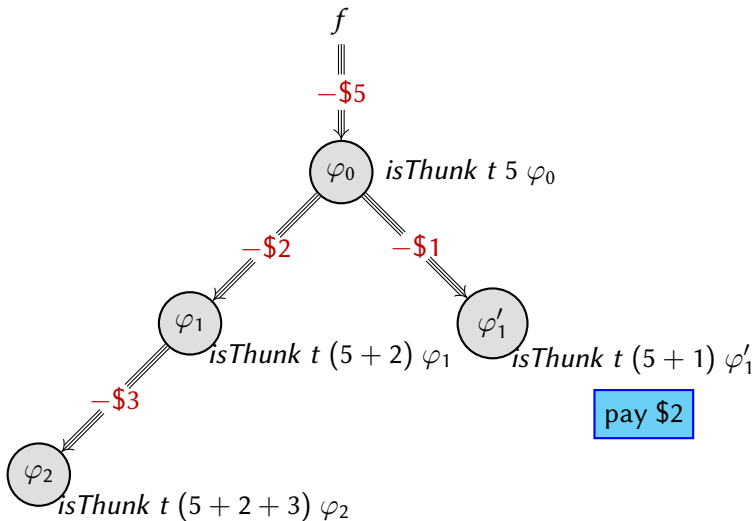 f
−$5
φ₀ isThunk t 5 φ₀
−$2 −$1
φ₁ φ′₁
isThunk t (5 + 2) φ₁ isThunk t (5 + 1) φ′₁
−$3
pay $2
φ₂
isThunk t (5 + 2 + 3) φ₂